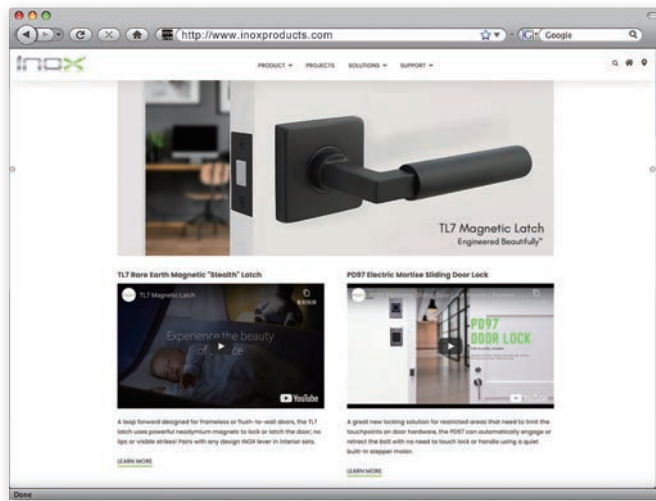 http://www.inoxproducts.com
Google
INOX
PRODUCT
PROJECTS
SOLUTIONS
SUPPORT
TL7 Magnetic Latch
Engineered Beautifully™
TL7 Rare Earth Magnetic "Stealth" Latch
TL7 Magnetic Latch
Experience the beauty
of
YouTube
A leap forward designed for frameless or flush-to-wall doors, the TL7
latch uses powerful neodymium magnets to lock or latch the door; no
lips or visible strikes! Pairs with any design INOX lever in interior sets.
LEARN MORE
PD97 Electric Mortise Sliding Door Lock
PD97
DOOR LOCK
YouTube
A great new locking solution for restricted areas that need to limit the
touchpoints on door hardware, the PD97 can automatically engage or
retract the bolt with no need to touch lock or handle using a quiet
built-in stepper motor.
LEARN MORE
Done